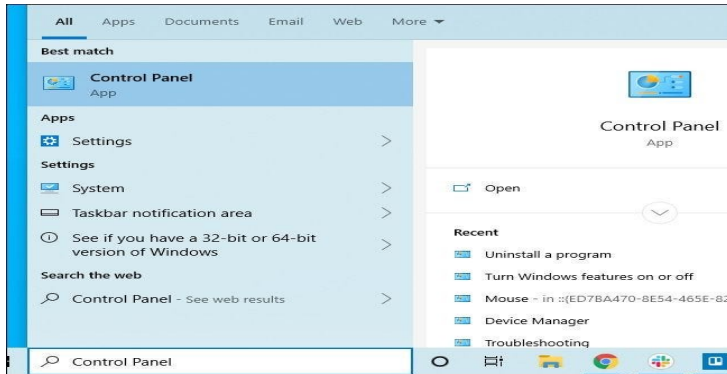 All Apps Documents Email Web More
Best match
Control Panel
App
Apps
Settings
Settings
System
Taskbar notification area
See if you have a 32-bit or 64-bit
version of Windows
Search the web
Control Panel - See web results
Control Panel
App
Open
Recent
Uninstall a program
Turn Windows features on or off
Mouse - in ::{ED7BA470-8E54-465E-82
Device Manager
Troubleshooting
Control Panel